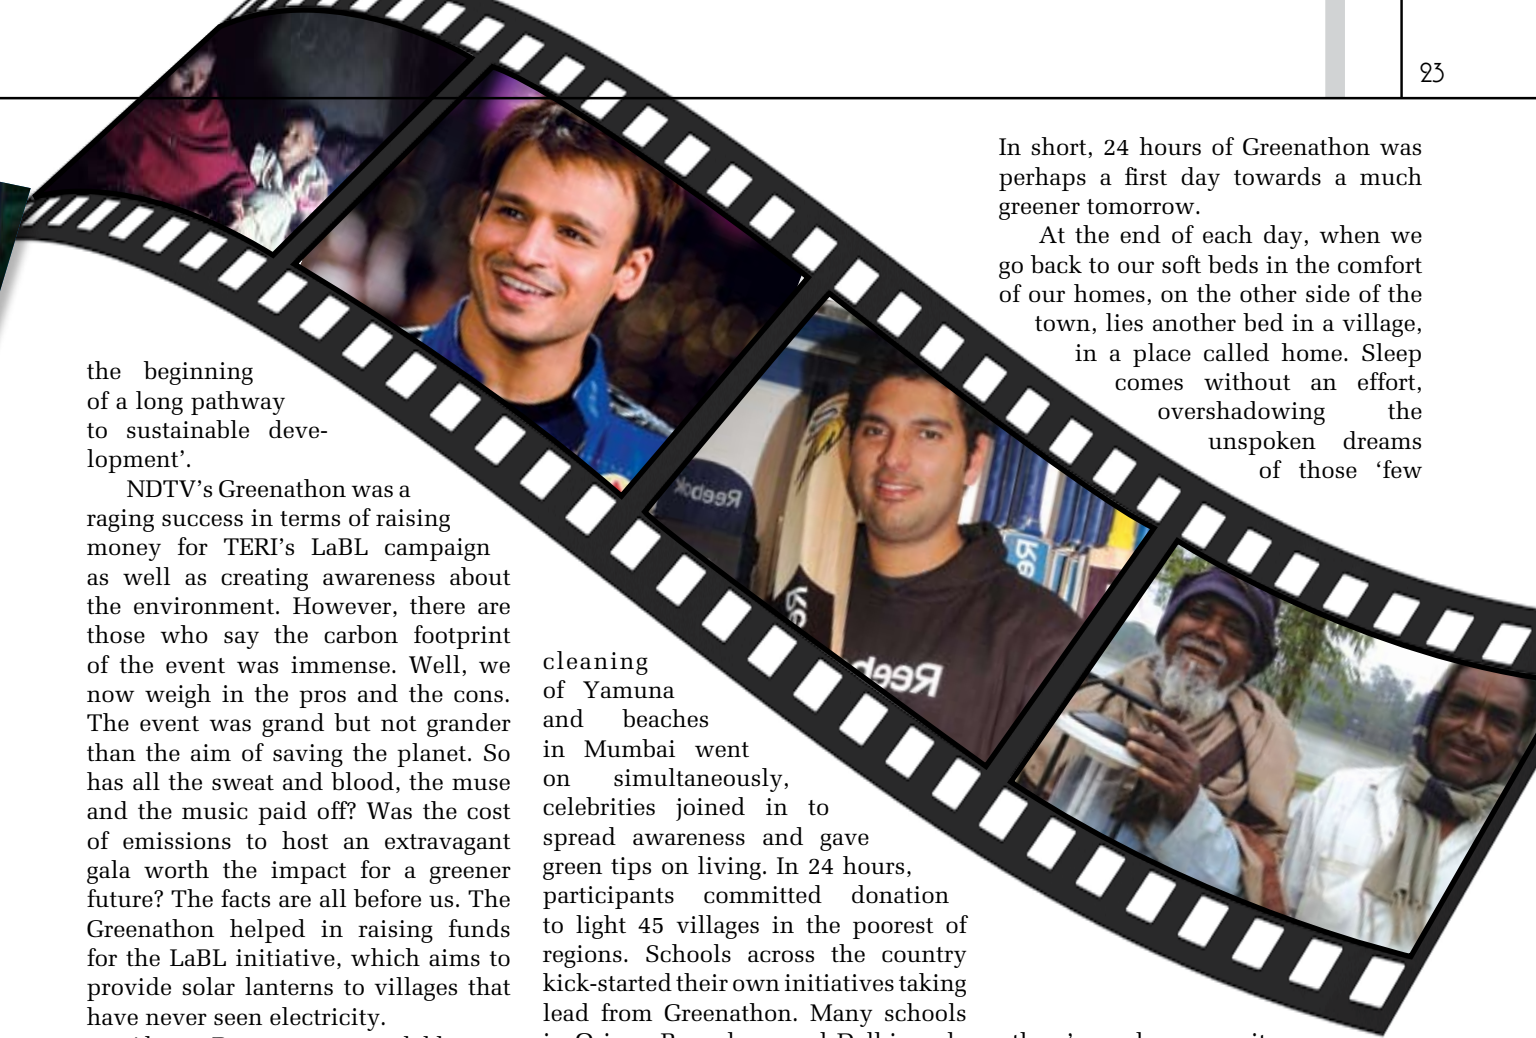 23
the beginning
of a long pathway
to sustainable deve-
lopment’.
NDTV’s Greenathon was a
raging success in terms of raising
money for TERI’s LaBL campaign
as well as creating awareness about
the environment. However, there are
those who say the carbon footprint
of the event was immense. Well, we
now weigh in the pros and the cons.
The event was grand but not grander
than the aim of saving the planet. So
has all the sweat and blood, the muse
and the music paid off? Was the cost
of emissions to host an extravagant
gala worth the impact for a greener
future? The facts are all before us. The
Greenathon helped in raising funds
for the LaBL initiative, which aims to
provide solar lanterns to villages that
have never seen electricity.
cleaning
of Yamuna
and beaches
in Mumbai went
on simultaneously,
celebrities joined in to
spread awareness and gave
green tips on living. In 24 hours,
participants committed donation
to light 45 villages in the poorest of
regions. Schools across the country
kick-started their own initiatives taking
lead from Greenathon. Many schools
In short, 24 hours of Greenathon was
perhaps a first day towards a much
greener tomorrow.
At the end of each day, when we
go back to our soft beds in the comfort
of our homes, on the other side of the
town, lies another bed in a village,
in a place called home. Sleep
comes without an effort,
overshadowing the
unspoken dreams
of those ‘few
Reebok
Re
Re
Reeb